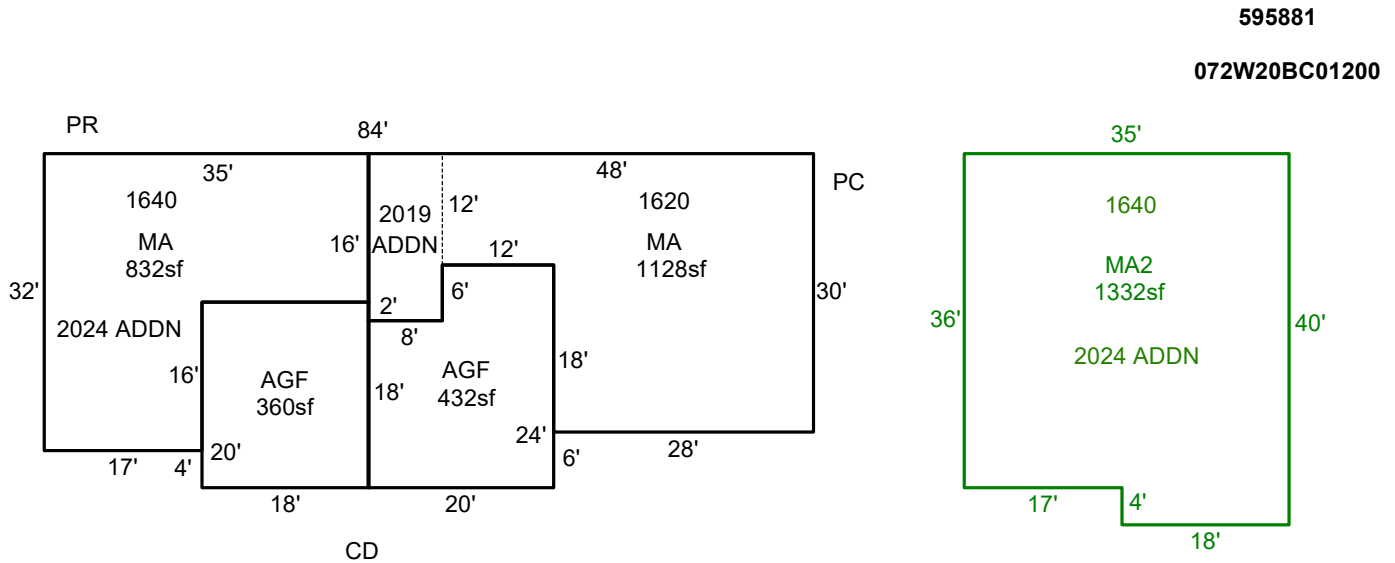 595881
072W20BC01200
PR
84'
35'
48'
PC
1640
MA
832sf
2019
ADDN
12'
16'
12'
1620
MA
1128sf
32'
2'
6'
30'
8'
2024 ADDN
16'
AGF
360sf
18'
AGF
432sf
18'
24'
17'
4'
20'
6'
28'
18'
20'
CD
35'
1640
MA2
1332sf
36'
40'
2024 ADDN
17'
4'
18'